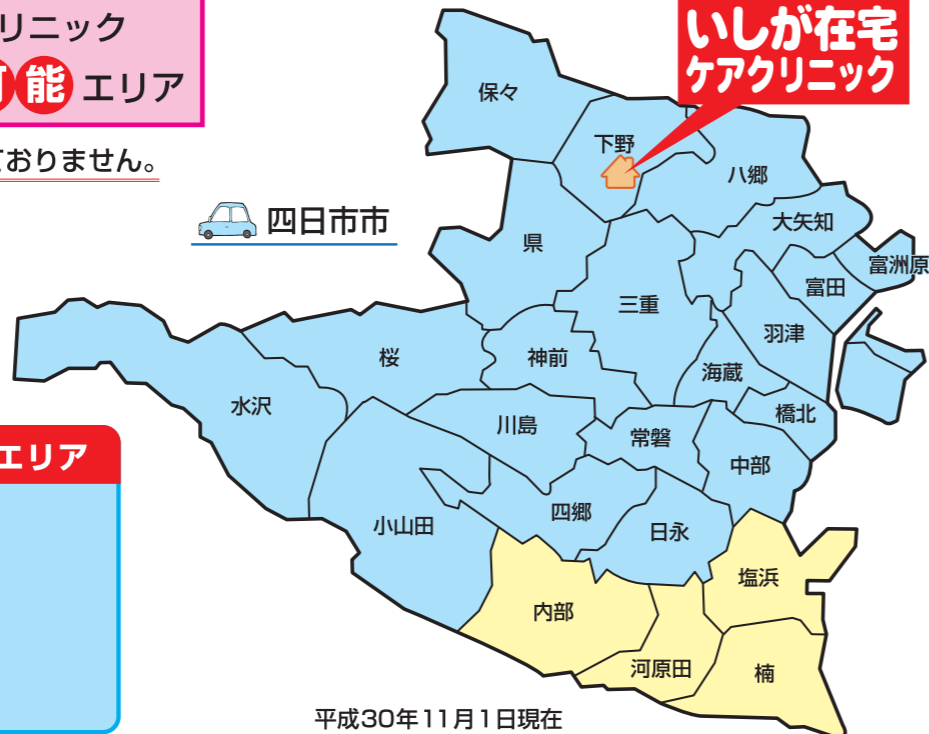 リニック
能 エリア
ておりません。
いしが在宅
ケアクリニック
四日市市
保々
下野
八郷
大矢知
富洲原
富田
県
三重
羽津
桜
神前
海蔵
水沢
川島
常磐
橋北
中部
エリア
小山田
四郷
日永
塩浜
内部
河原田
楠
平成30年11月1日現在